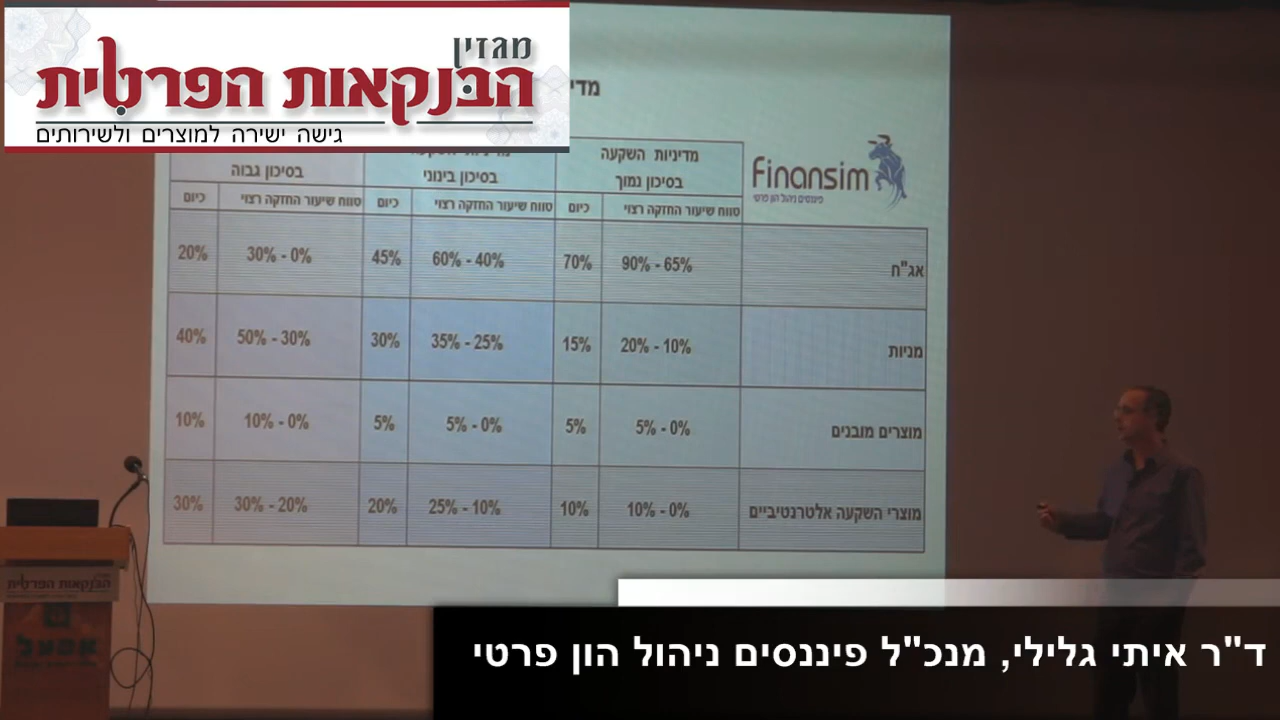 מגזין
הבנקאות הפרטית
גישה ישירה למוצרים ולשירותים
Finansim
פיננסים ניהול הון פרטי
מדיניות השקעה
בסיכון נמוך
בסיכון בינוני
בסיכון גבוה
טווח שיעור החזקה רצוי כיום טווח שיעור החזקה רצוי כיום טווח שיעור החזקה רצוי כיום
אג"ח 90% - 65% 70% 60% - 40% 45% 30% - 0% 20%
מניות 20% - 10% 15% 35% - 25% 30% 50% - 30% 40%
מוצרים מובנים 5% - 0% 5% 5% - 0% 5% 10% - 0% 10%
מוצרי השקעה אלטרנטיביים 10% - 0% 10% 25% - 10% 20% 30% - 20% 30%
הבנקאות הפרטית
ד"ר איתי גלילי, מנכ"ל פיננסים ניהול הון פרטי